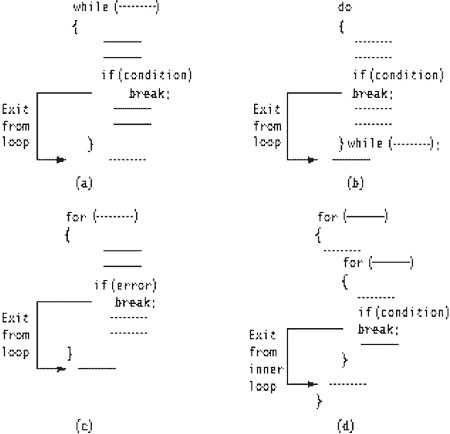 while (---------)
{
if(condition)
break;
Exit
from
loop
}
(a)
do
{
if(condition)
break;
Exit
from
loop
} while (--------);
(b)
for (---------)
{
if(error)
break;
Exit
from
loop
}
(c)
for (———)
{
for (———)
{
if(condition)
break;
Exit
from
inner
loop
}
}
(d)